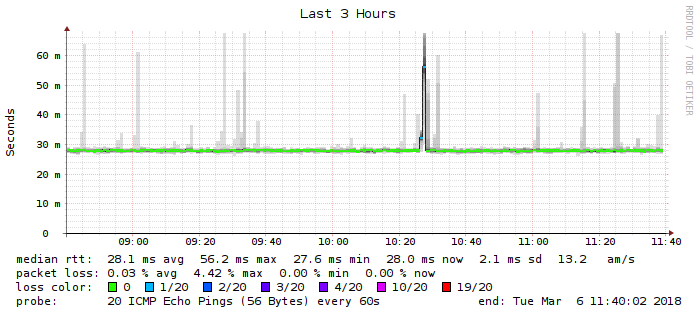 Last 3 Hours
RRDTOOL / TOBI OETIKER
Seconds
60 m
50 m
40 m
30 m
20 m
10 m
0
09:00 09:20 09:40 10:00 10:20 10:40 11:00 11:20 11:40
median rtt: 28.1 ms avg 56.2 ms max 27.6 ms min 28.0 ms now 2.1 ms sd 13.2 am/s
packet loss: 0.03 % avg 4.42 % max 0.00 % min 0.00 % now
loss color: 0 1/20 2/20 3/20 4/20 10/20 19/20
probe: 20 ICMP Echo Pings (56 Bytes) every 60s end: Tue Mar 6 11:40:02 2018